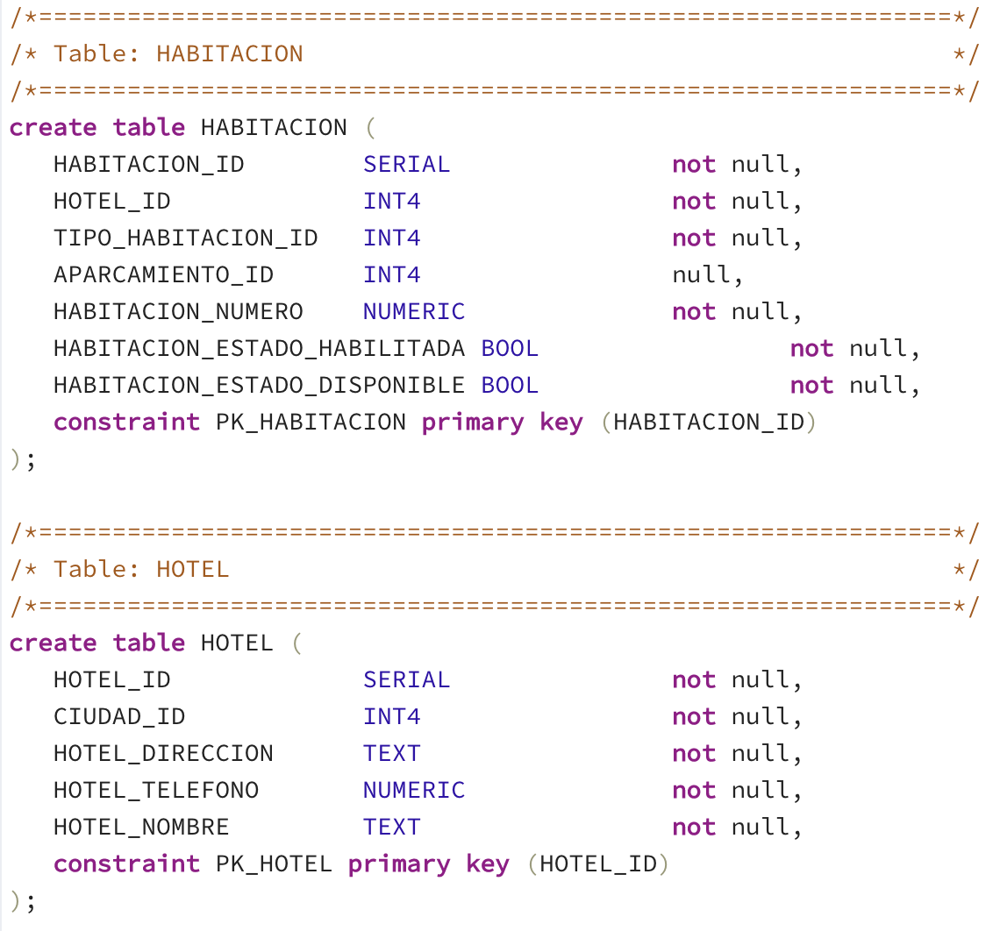 /*==============================================================*/
/* Table: HABITACION                                            */
/*==============================================================*/
create table HABITACION (
   HABITACION_ID        SERIAL               not null,
   HOTEL_ID             INT4                 not null,
   TIPO_HABITACION_ID   INT4                 not null,
   APARCAMIENTO_ID      INT4                 null,
   HABITACION_NUMERO    NUMERIC              not null,
   HABITACION_ESTADO_HABILITADA BOOL                 not null,
   HABITACION_ESTADO_DISPONIBLE BOOL                 not null,
   constraint PK_HABITACION primary key (HABITACION_ID)
);

/*==============================================================*/
/* Table: HOTEL                                                 */
/*==============================================================*/
create table HOTEL (
   HOTEL_ID             SERIAL               not null,
   CIUDAD_ID            INT4                 not null,
   HOTEL_DIRECCION      TEXT                 not null,
   HOTEL_TELEFONO       NUMERIC              not null,
   HOTEL_NOMBRE         TEXT                 not null,
   constraint PK_HOTEL primary key (HOTEL_ID)
);